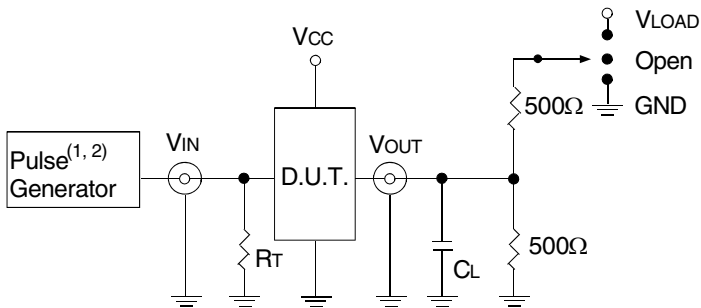 VLOAD
VCC
Open
500Ω
GND
VIN
VOUT
Pulse(1, 2)
Generator
D.U.T.
RT
CL
500Ω